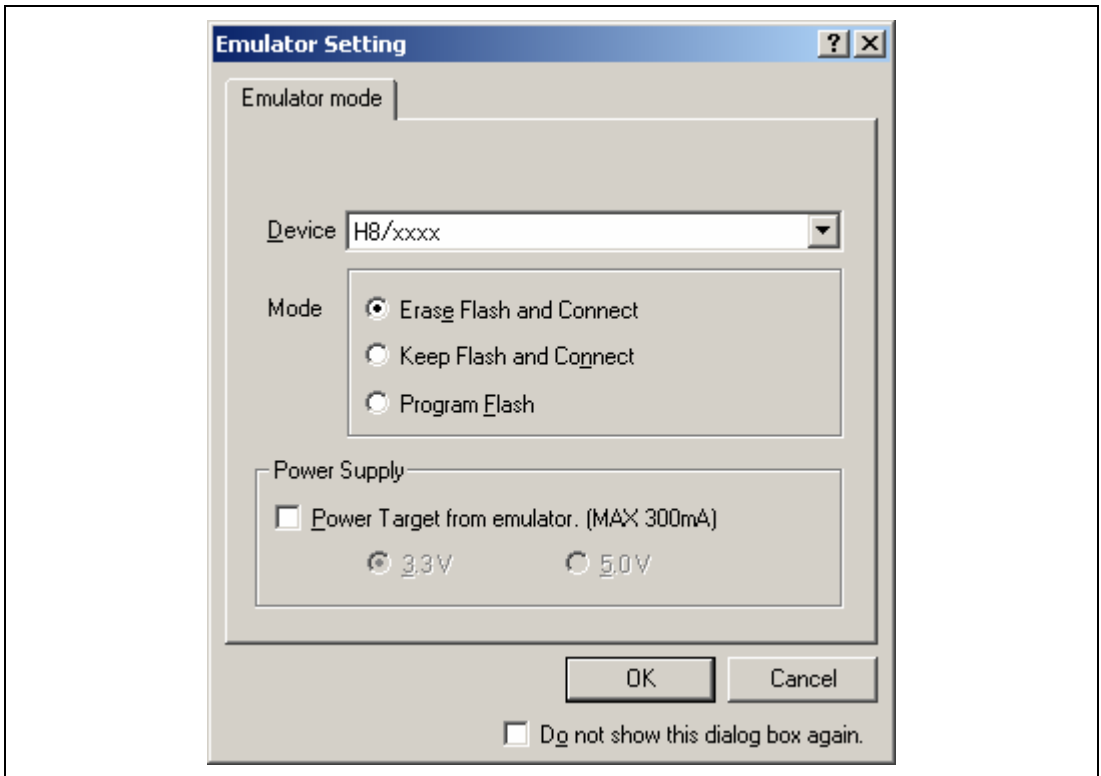 Emulator Setting
Emulator mode
Device H8/xxxx
Mode
Erase Flash and Connect
Keep Flash and Connect
Program Flash
Power Supply
Power Target from emulator. (MAX 300mA)
3.3V 5.0V
OK Cancel
Do not show this dialog box again.